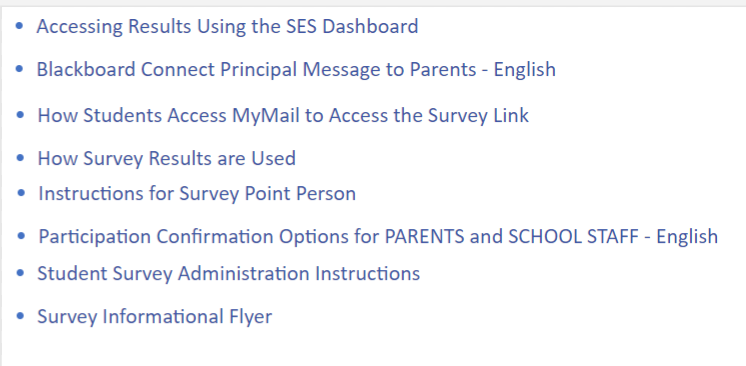 • Accessing Results Using the SES Dashboard
• Blackboard Connect Principal Message to Parents - English
• How Students Access MyMail to Access the Survey Link
• How Survey Results are Used
• Instructions for Survey Point Person
• Participation Confirmation Options for PARENTS and SCHOOL STAFF - English
• Student Survey Administration Instructions
• Survey Informational Flyer